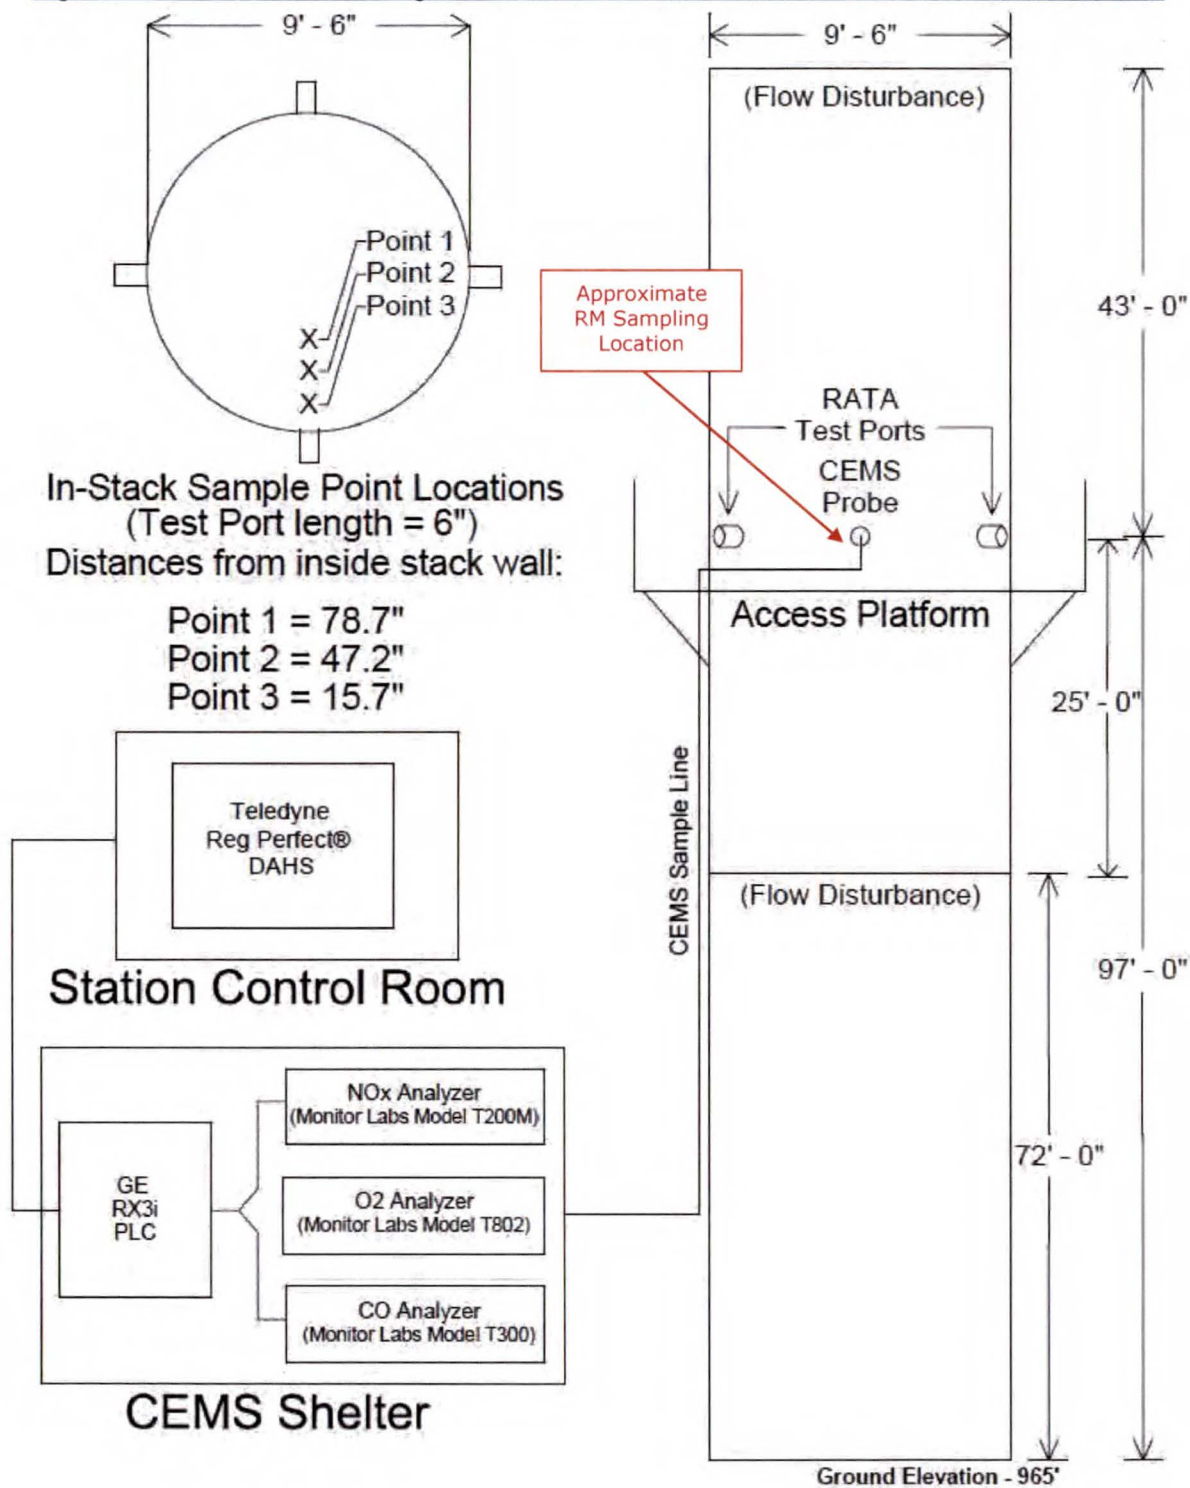 9' - 6"
Point 1
Point 2
Point 3
In-Stack Sample Point Locations
(Test Port length = 6")
Distances from inside stack wall:
Point 1 = 78.7"
Point 2 = 47.2"
Point 3 = 15.7"
Teledyne
Reg Perfect®
DAHS
Station Control Room
GE
RX3i
PLC
NOx Analyzer
(Monitor Labs Model T200M)
O2 Analyzer
(Monitor Labs Model T802)
CO Analyzer
(Monitor Labs Model T300)
CEMS Shelter
9' - 6"
(Flow Disturbance)
43' - 0"
Approximate
RM Sampling
Location
RATA
Test Ports
CEMS
Probe
Access Platform
25' - 0"
CEMS Sample Line
(Flow Disturbance)
97' - 0"
72' - 0"
Ground Elevation - 965'